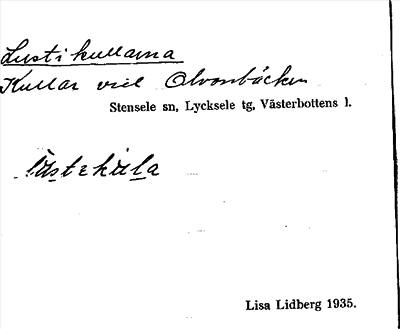 Lustikullarna
Kullar vid Olvonbäcken
Stensele sn, Lycksele tg, Västerbottens l.
Lisa Lidberg 1935.